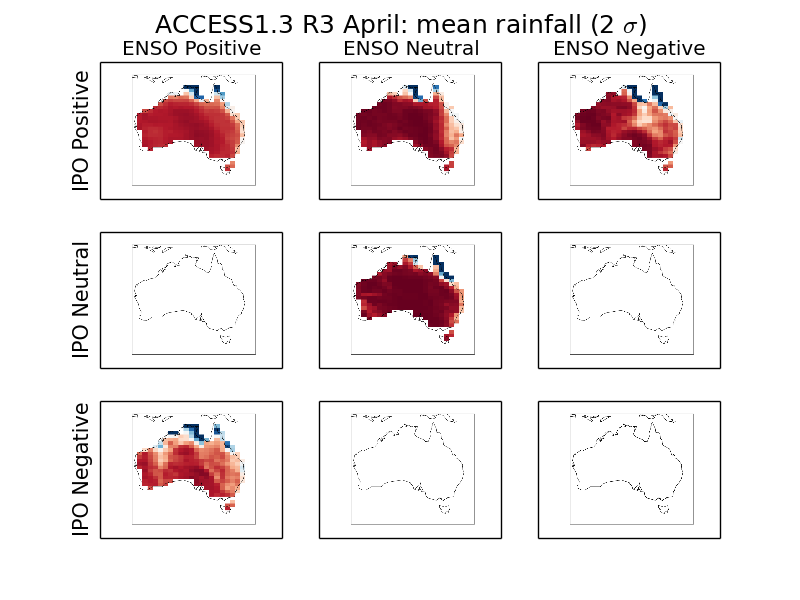 ACCESS1.3 R3 April: mean rainfall (2 σ)
ENSO Positive
ENSO Neutral
ENSO Negative
IPO Positive
IPO Neutral
IPO Negative